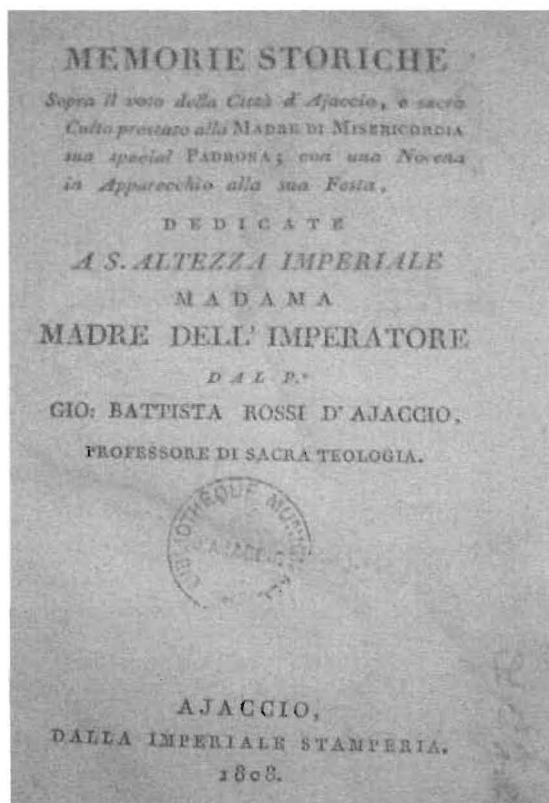 MEMORIE STORICHE
Sopra il voto della Città d'Ajaccio, e sacro
Culto prestato alla MADRE DI MISERICORDIA
sua special PADRONA; con una Novena
in Apparecchio alla sua Festa,
DEDICATE
A S. ALTEZZA IMPERIALE
MADAMA
MADRE DELL' IMPERATORE
DAL P.e
GIO: BATTISTA ROSSI D'AJACCIO,
PROFESSORE DI SACRA TEOLOGIA.
BIBLIOTHEQUE
AJACCIO,
DALLA IMPERIALE STAMPERIA.
1808.